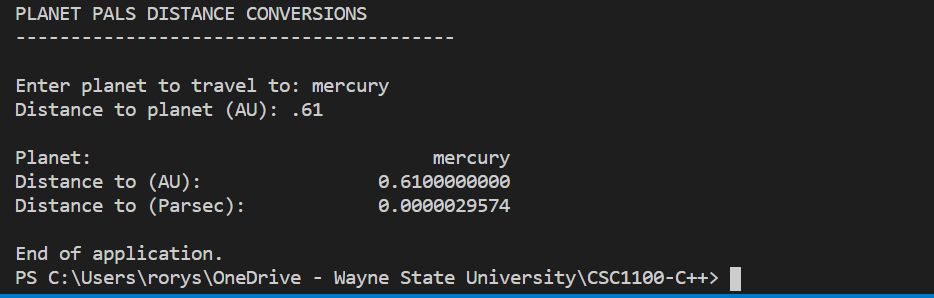 PLANET PALS DISTANCE CONVERSIONS
----------------------------------------
Enter planet to travel to: mercury
Distance to planet (AU): .61
Planet: mercury
Distance to (AU): 0.6100000000
Distance to (Parsec): 0.0000029574
End of application.
PS C:\Users\rorys\OneDrive - Wayne State University\CSC1100-C++>